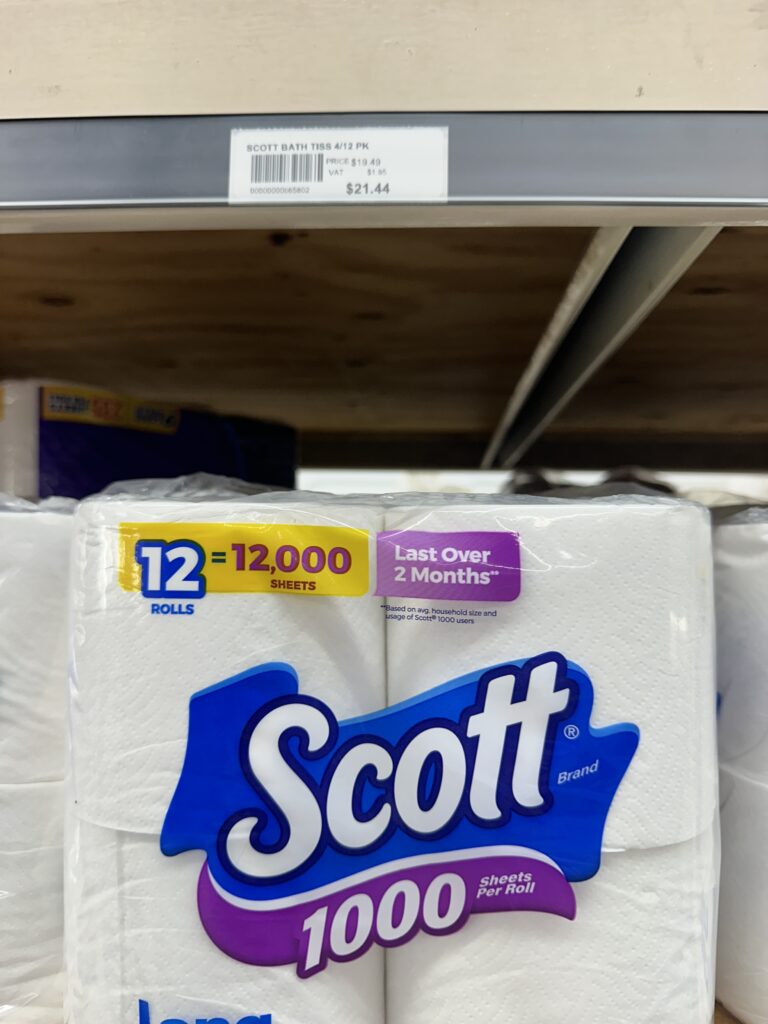 SCOTT BATH TISS 4/12 PK
PRICE $19.49
VAT $1.95
00000000065802
$21.44
12 = 12,000
SHEETS
ROLLS
Last Over
2 Months**
**Based on avg. household size and
usage of Scott® 1000 users
Scott®
Brand
1000 Sheets
Per Roll
long